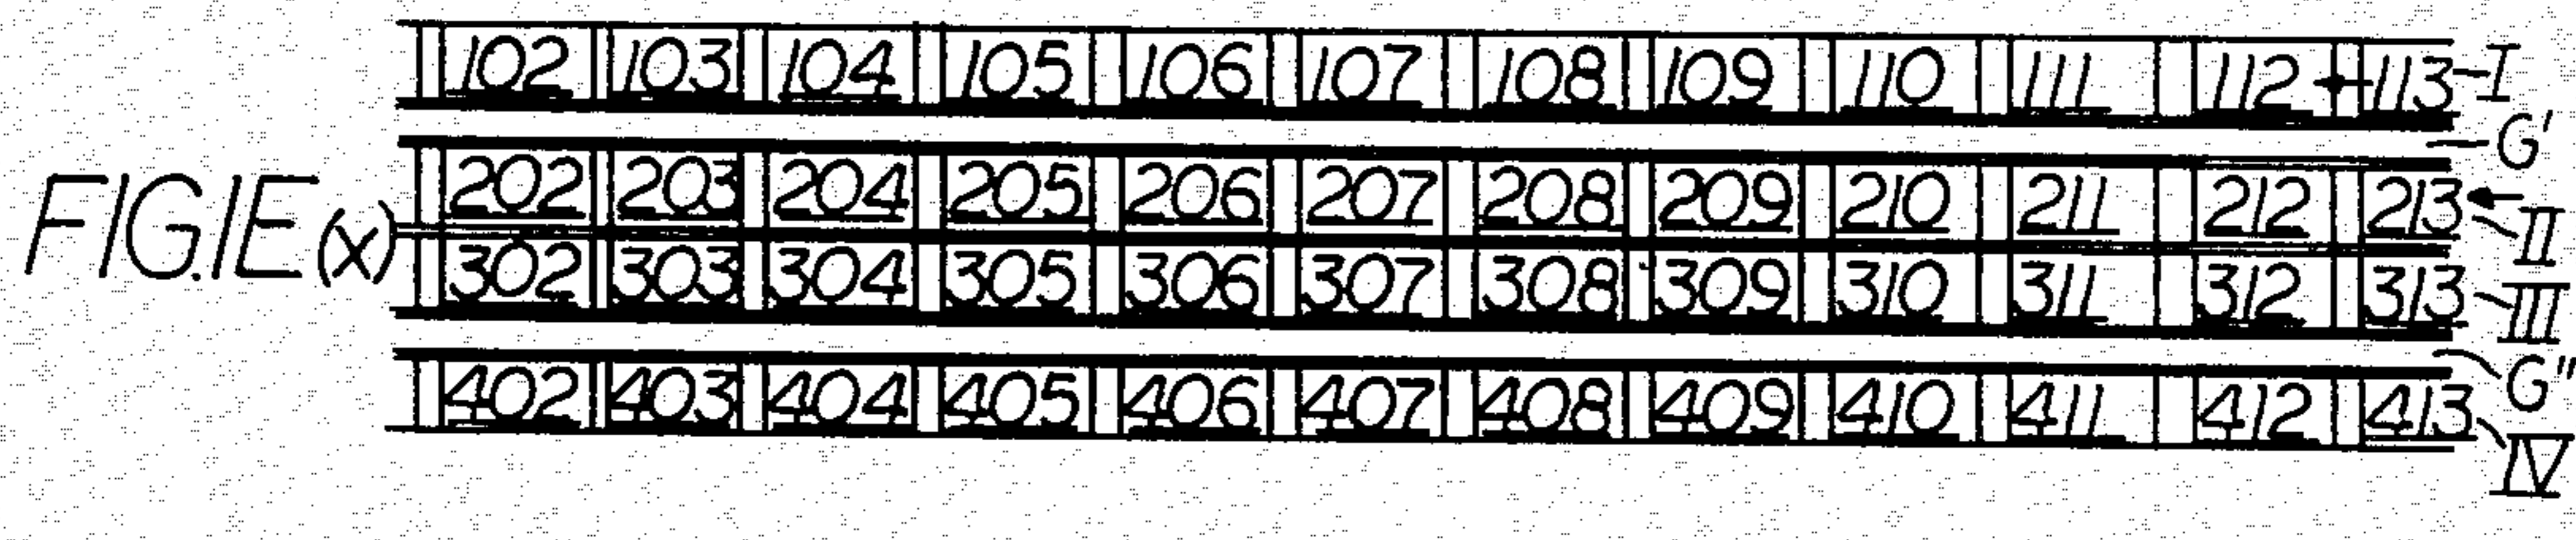 102 103 104 105 106 107 108 109 110 111 112 113 I
G'
FIG.1E(x) 202 203 204 205 206 207 208 209 210 211 212 213 II
302 303 304 305 306 307 308 309 310 311 312 313 III
G"
402 403 404 405 406 407 408 409 410 411 412 413 IV